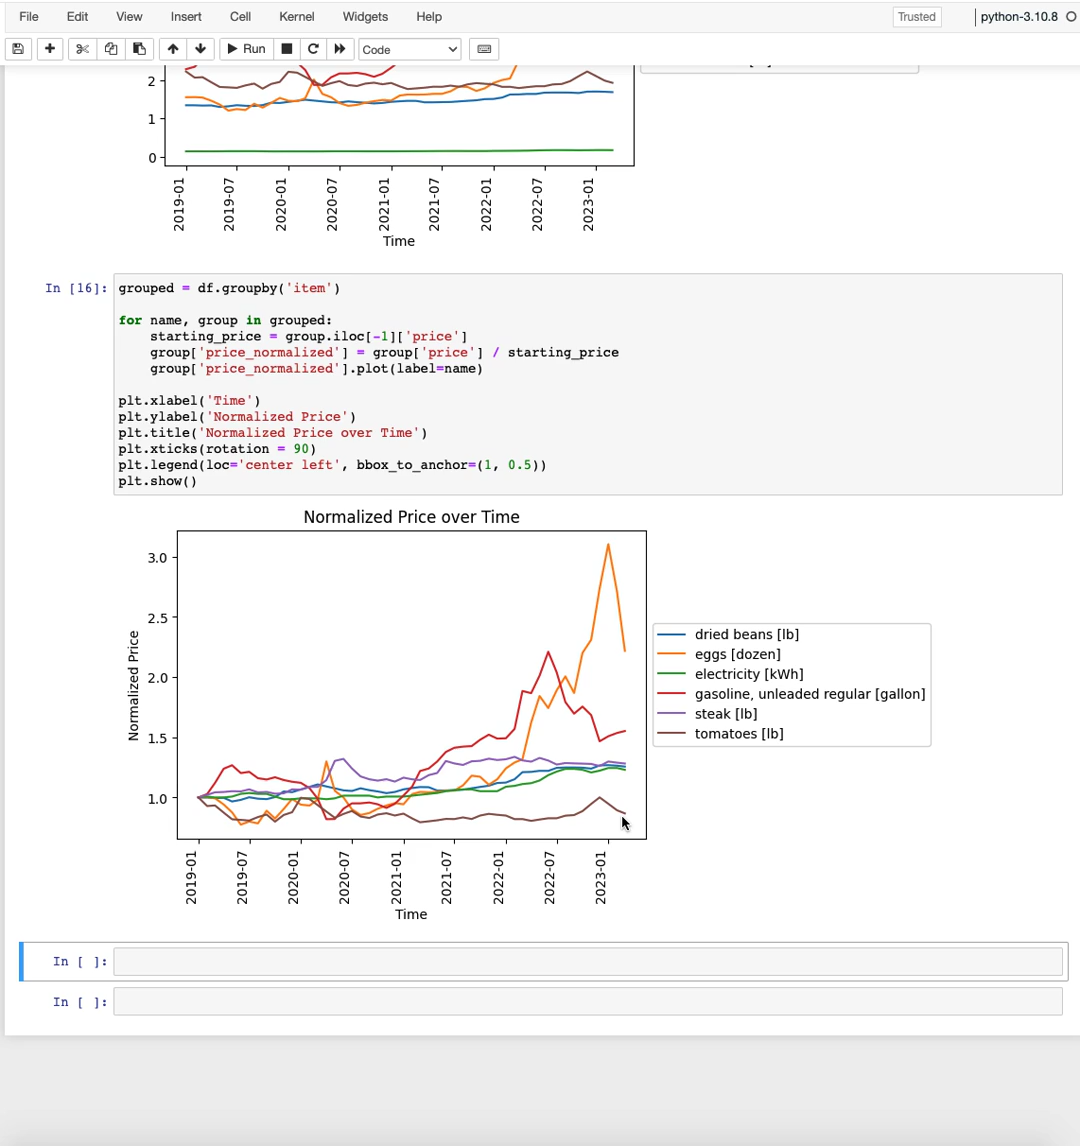 File Edit View Insert Cell Kernel Widgets Help Trusted python-3.10.8
Run Code
2
1
0
2019-01 2019-07 2020-01 2020-07 2021-01 2021-07 2022-01 2022-07 2023-01
Time
In [16]: grouped = df.groupby('item')
for name, group in grouped:
starting_price = group.iloc[-1]['price']
group['price_normalized'] = group['price'] / starting_price
group['price_normalized'].plot(label=name)
plt.xlabel('Time')
plt.ylabel('Normalized Price')
plt.title('Normalized Price over Time')
plt.xticks(rotation = 90)
plt.legend(loc='center left', bbox_to_anchor=(1, 0.5))
plt.show()
Normalized Price over Time
Normalized Price
3.0
2.5
2.0
1.5
1.0
dried beans [lb]
eggs [dozen]
electricity [kWh]
gasoline, unleaded regular [gallon]
steak [lb]
tomatoes [lb]
2019-01 2019-07 2020-01 2020-07 2021-01 2021-07 2022-01 2022-07 2023-01
Time
In [ ]:
In [ ]: